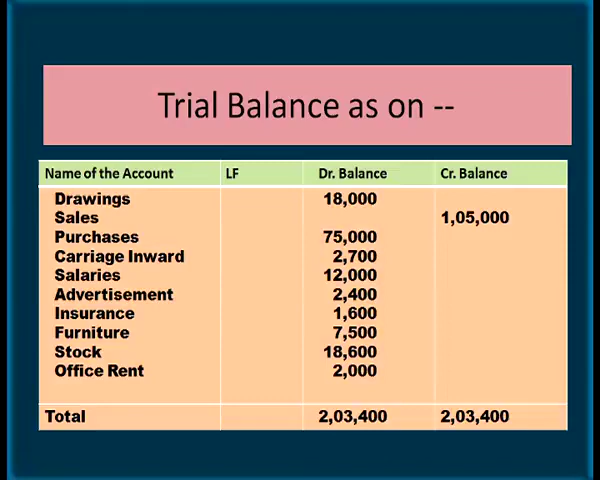 Trial Balance as on --
Name of the Account LF Dr. Balance Cr. Balance
Drawings 18,000
Sales 1,05,000
Purchases 75,000
Carriage Inward 2,700
Salaries 12,000
Advertisement 2,400
Insurance 1,600
Furniture 7,500
Stock 18,600
Office Rent 2,000
Total 2,03,400 2,03,400